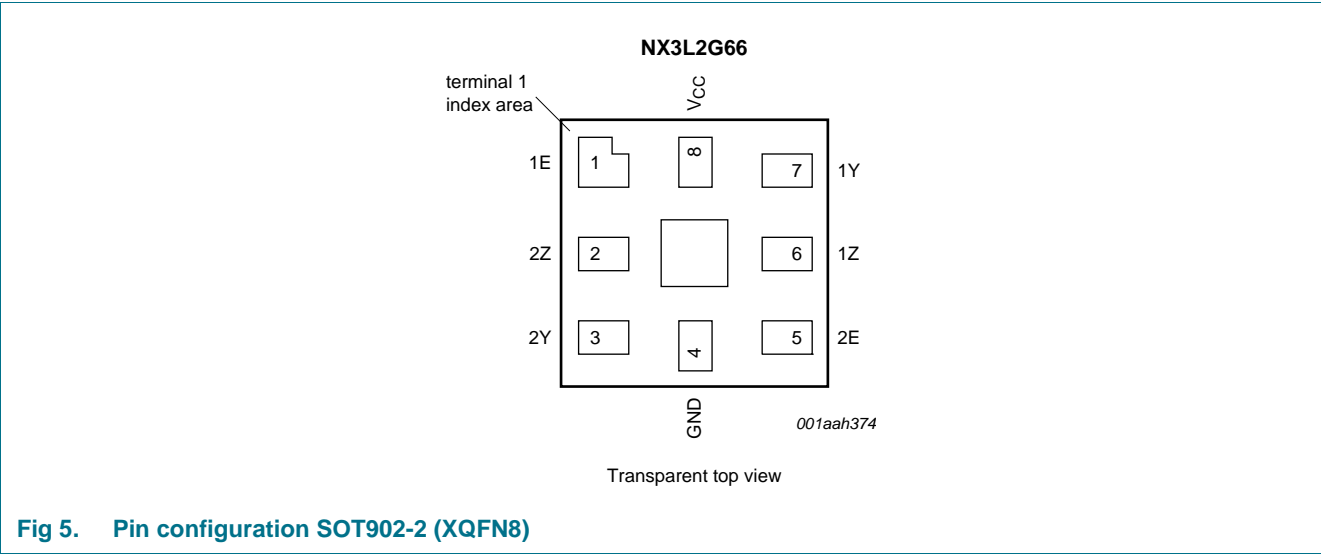 NX3L2G66
terminal 1
index area
VCC
1E
1
8
7
1Y
2Z
2
6
1Z
2Y
3
4
5
2E
GND
001aah374
Transparent top view
Fig 5. Pin configuration SOT902-2 (XQFN8)